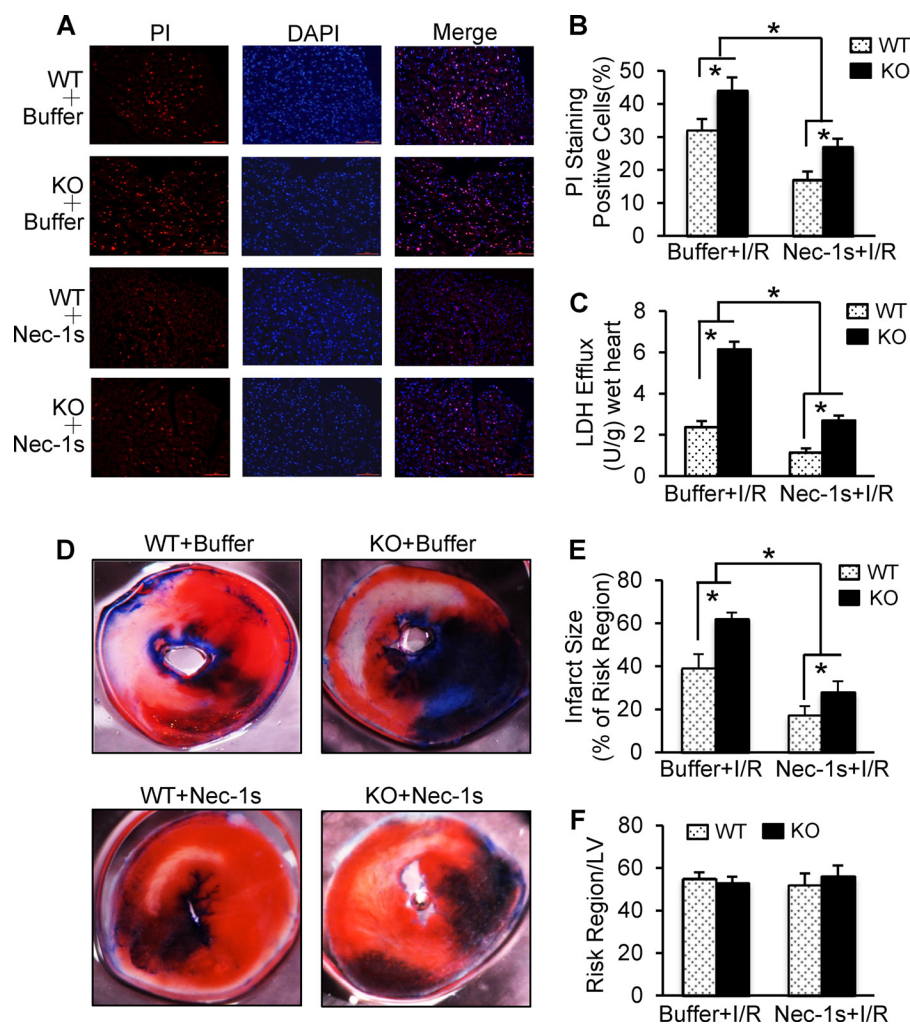 A
PI
DAPI
Merge
WT
+
Buffer
KO
+
Buffer
WT
+
Nec-1s
KO
+
Nec-1s
B
*
WT
KO
PI Staining
Positive Cells(%)
50
40
30
20
10
0
*
*
Buffer+I/R
Nec-1s+I/R
C
*
WT
KO
LDH Efflux
(U/g) wet heart
8
6
4
2
0
*
*
Buffer+I/R
Nec-1s+I/R
D
WT+Buffer
KO+Buffer
WT+Nec-1s
KO+Nec-1s
E
*
WT
KO
Infarct Size
(% of Risk Region)
80
60
40
20
0
*
*
Buffer+I/R
Nec-1s+I/R
F
WT
KO
Risk Region/LV
80
60
40
20
0
Buffer+I/R
Nec-1s+I/R